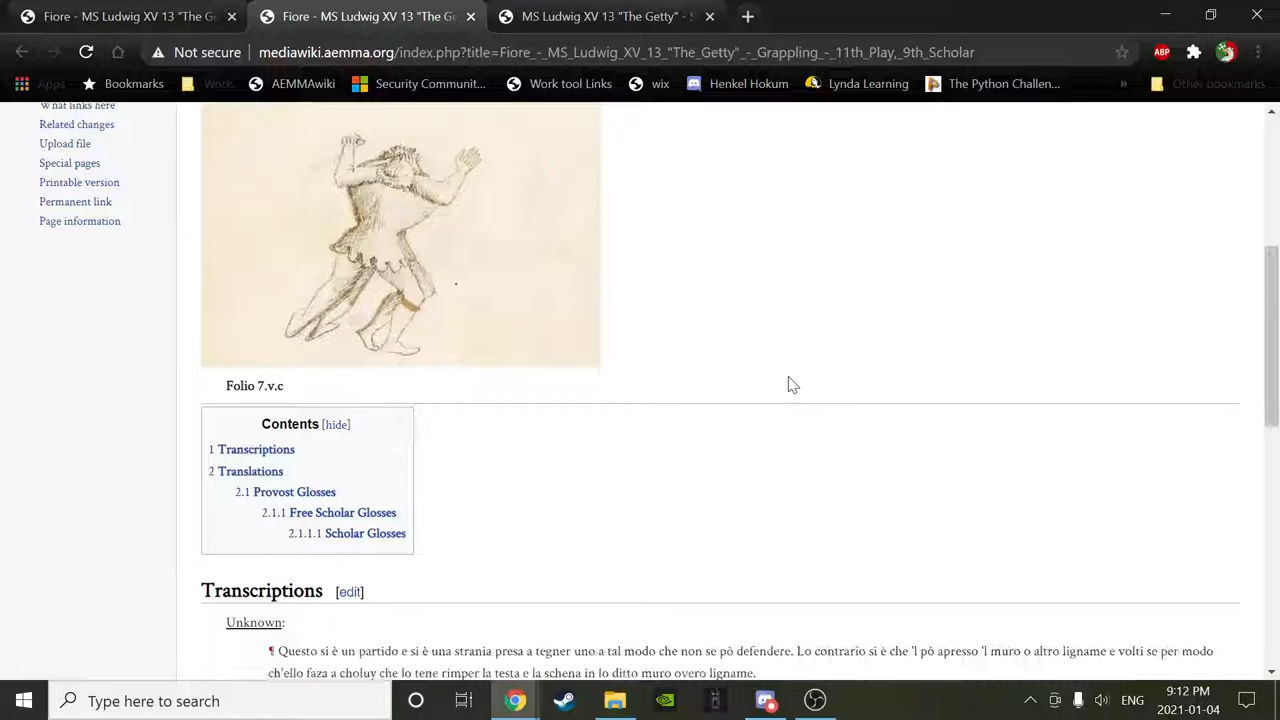 Fiore - MS Ludwig XV 13 "The Ge
Fiore - MS Ludwig XV 13 "The G
MS Ludwig XV 13 "The Getty" - S
Not secure
mediawiki.aemma.org/index.php?title=Fiore_-_MS_Ludwig_XV_13_"The_Getty"_-_Grappling_-_11th_Play,_9th_Scholar
ABP
Apps
Bookmarks
Work
AEMMAwiki
Security Communit...
Work tool Links
wix
Henkel Hokum
Lynda Learning
The Python Challen...
»
Other bookmarks
What links here
Related changes
Upload file
Special pages
Printable version
Permanent link
Page information
Folio 7.v.c
Contents [hide]
1 Transcriptions
2 Translations
2.1 Provost Glosses
2.1.1 Free Scholar Glosses
2.1.1.1 Scholar Glosses
Transcriptions [edit]
Unknown:
¶ Questo si è un partido e si è una strania presa a tegner uno a tal modo che non se pò defendere. Lo contrario si è che 'l pò apresso 'l muro o altro ligname e volti se per modo
ch'ello faza a choluy che lo tene rimper la testa e la schena in lo ditto muro overo ligname.
Type here to search
ENG
9:12 PM
2021-01-04